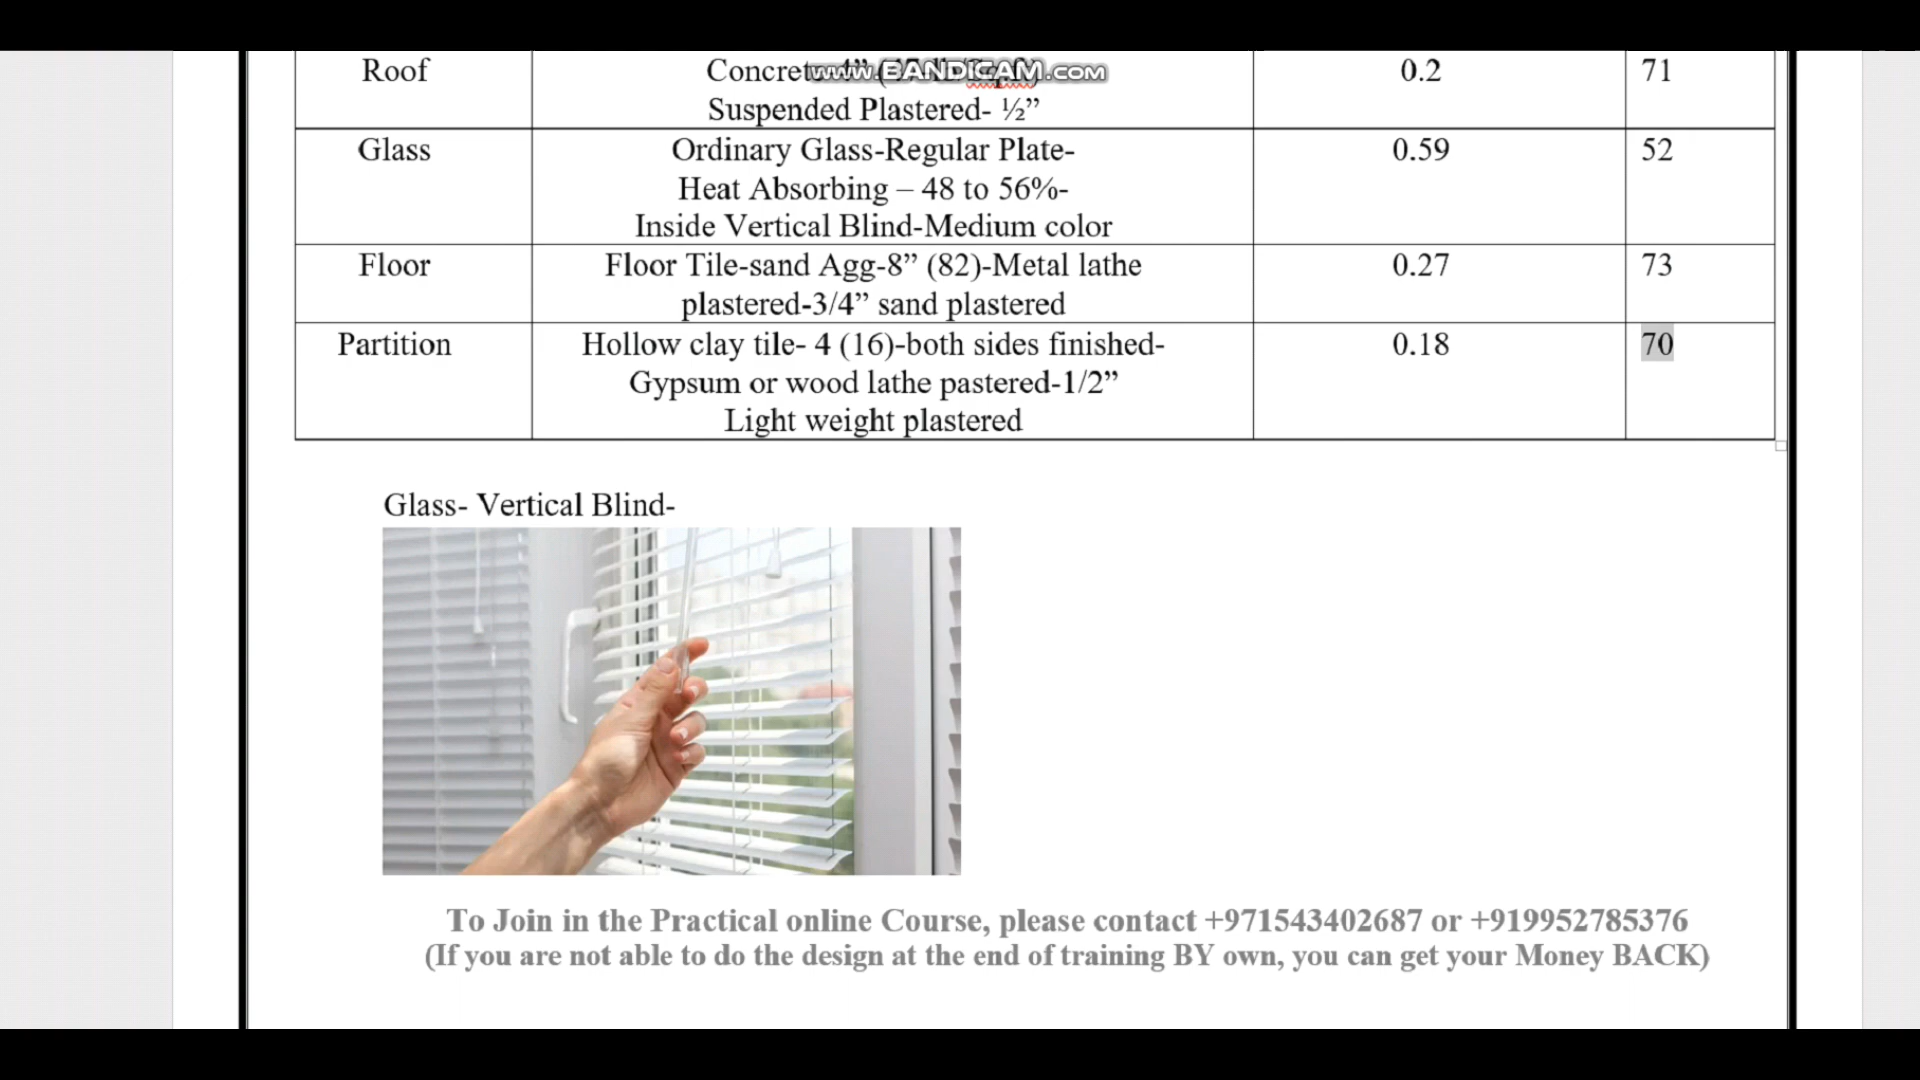 Roof
Concrete
www.BANDICAM.com
0.2
71
Suspended Plastered- ½”
Glass
Ordinary Glass-Regular Plate-
0.59
52
Heat Absorbing – 48 to 56%-
Inside Vertical Blind-Medium color
Floor
Floor Tile-sand Agg-8” (82)-Metal lathe
0.27
73
plastered-3/4” sand plastered
Partition
Hollow clay tile- 4 (16)-both sides finished-
0.18
70
Gypsum or wood lathe pastered-1/2”
Light weight plastered
Glass- Vertical Blind-
To Join in the Practical online Course, please contact +971543402687 or +919952785376
(If you are not able to do the design at the end of training BY own, you can get your Money BACK)